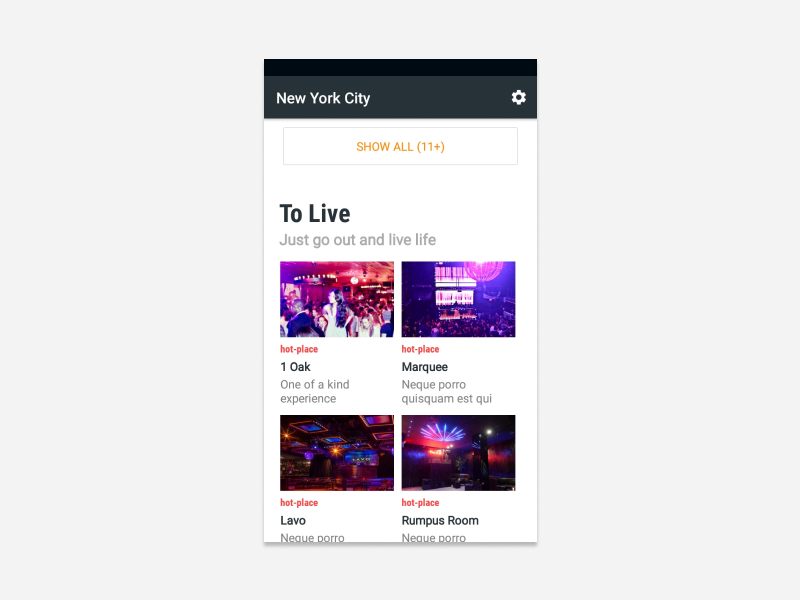 New York City
SHOW ALL (11+)
To Live
Just go out and live life
hot-place
1 Oak
One of a kind
experience
hot-place
Marquee
Neque porro
quisquam est qui
hot-place
Lavo
Neque porro
hot-place
Rumpus Room
Neque porro